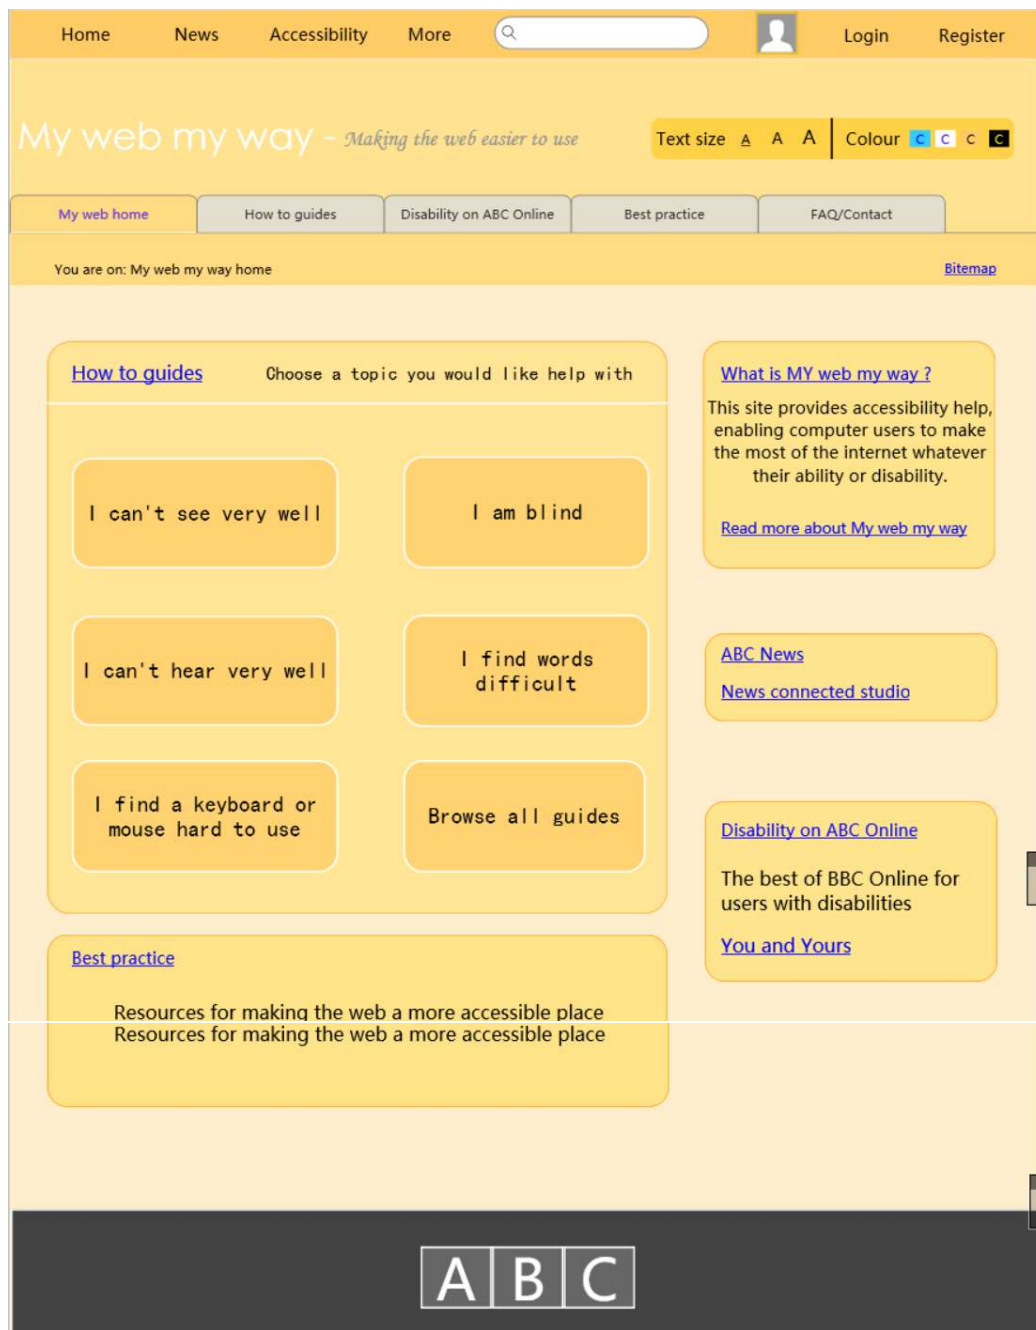 Home News Accessibility More Login Register
My web my way - Making the web easier to use
Text size A A A Colour C C C C
My web home How to guides Disability on ABC Online Best practice FAQ/Contact
You are on: My web my way home Bitemap
How to guides Choose a topic you would like help with
I can't see very well
I am blind
I can't hear very well
I find words
difficult
I find a keyboard or
mouse hard to use
Browse all guides
Best practice
Resources for making the web a more accessible place
Resources for making the web a more accessible place
What is MY web my way ?
This site provides accessibility help,
enabling computer users to make
the most of the internet whatever
their ability or disability.
Read more about My web my way
ABC News
News connected studio
Disability on ABC Online
The best of BBC Online for
users with disabilities
You and Yours
ABC